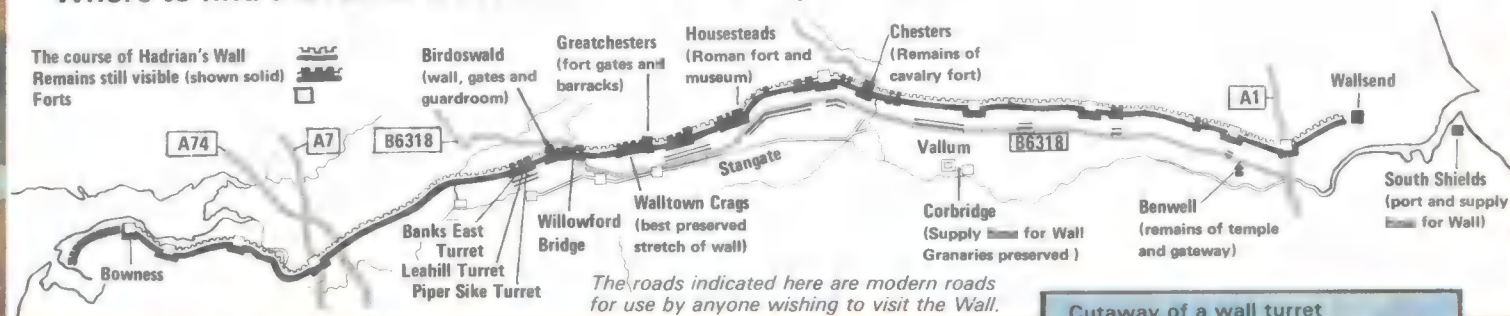 The course of Hadrian's Wall
Remains still visible (shown solid)
Forts
A74
A7
B6318
Birdoswald
(wall, gates and
guardroom)
Greatchesters
(fort gates and
barracks)
Housesteads
(Roman fort and
museum)
Chesters
(Remains of
cavalry fort)
A1
Wallsend
Bowness
Banks East
Turret
Leahill Turret
Piper Sike Turret
Willowford
Bridge
Walltown Crags
(best preserved
stretch of wall)
Stangate
Vallum
B6318
Corbridge
(Supply for Wall
Granaries preserved )
Benwell
(remains of temple
and gateway)
South Shields
(port and supply
for Wall)
The roads indicated here are modern roads
for use by anyone wishing to visit the Wall.
Cutaway of a wall turret